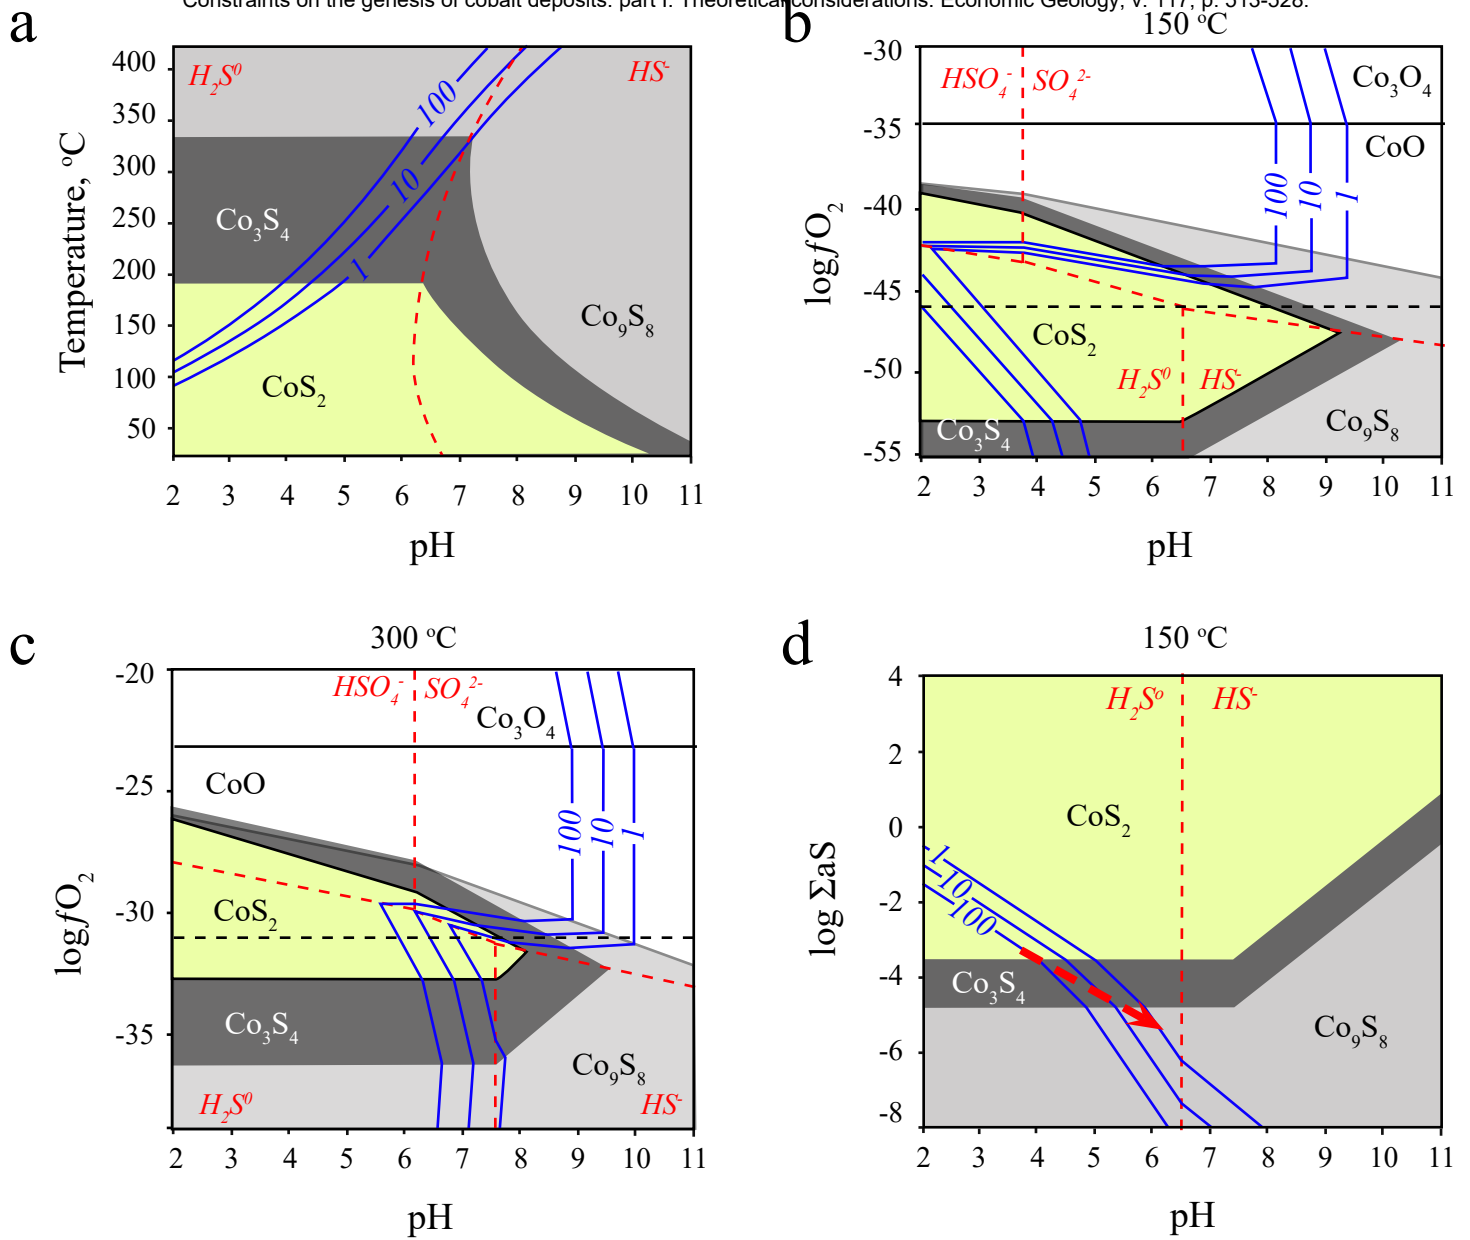 Constraints on the genesis of cobalt deposits: part I. Theoretical considerations. Economic Geology, v. 117, p. 513-528.
a
400
350
300
250
200
150
100
50
Temperature, °C
H₂S⁰
HS⁻
100
10
1
Co₃S₄
Co₉S₈
CoS₂
2 3 4 5 6 7 8 9 10 11
pH
b
150 °C
-30
-35
-40
-45
-50
-55
logfO₂
HSO₄⁻ SO₄²⁻
Co₃O₄
CoO
100
10
1
CoS₂
H₂S⁰ HS⁻
Co₃S₄
Co₉S₈
2 3 4 5 6 7 8 9 10 11
pH
c
300 °C
-20
-25
-30
-35
logfO₂
HSO₄⁻ SO₄²⁻
Co₃O₄
CoO
100
10
1
CoS₂
Co₃S₄
Co₉S₈
H₂S⁰
HS⁻
2 3 4 5 6 7 8 9 10 11
pH
d
150 °C
4
2
0
-2
-4
-6
-8
log ΣaS
H₂S⁰ HS⁻
CoS₂
1
10
100
Co₃S₄
Co₉S₈
2 3 4 5 6 7 8 9 10 11
pH